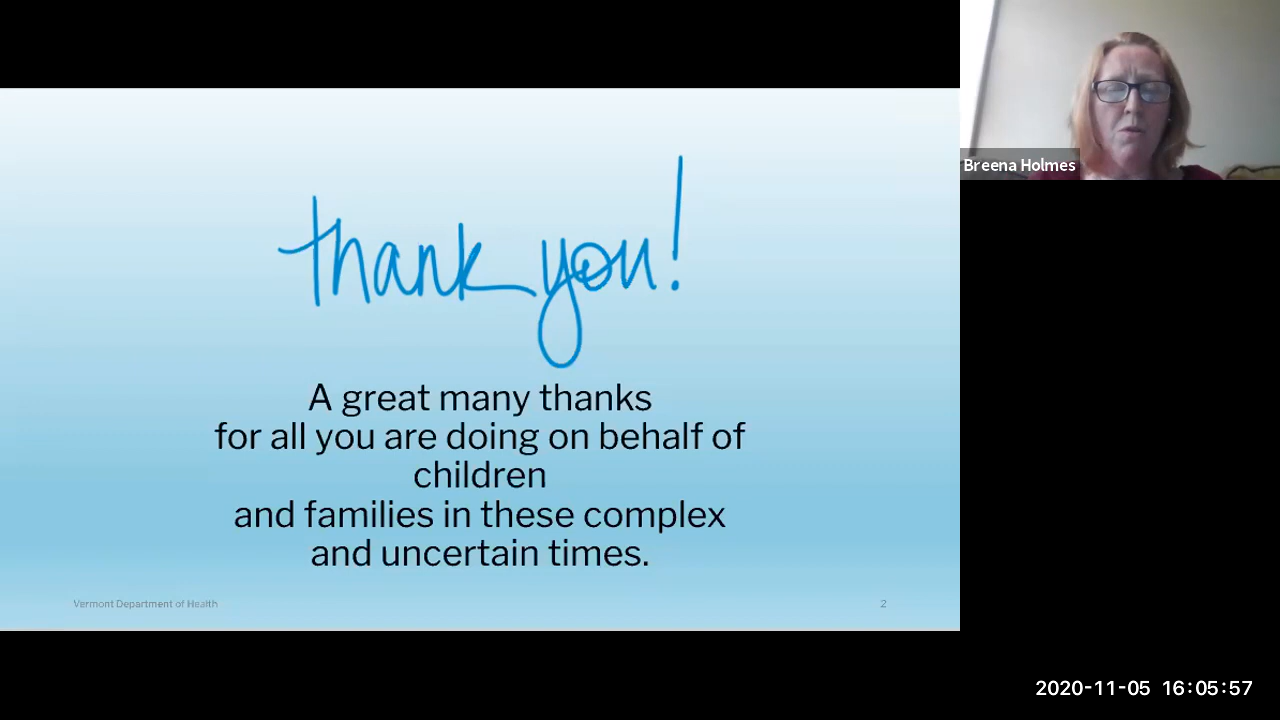 Breena Holmes
thank you!
A great many thanks
for all you are doing on behalf of
children
and families in these complex
and uncertain times.
Vermont Department of Health
2
2020-11-05 16:05:57